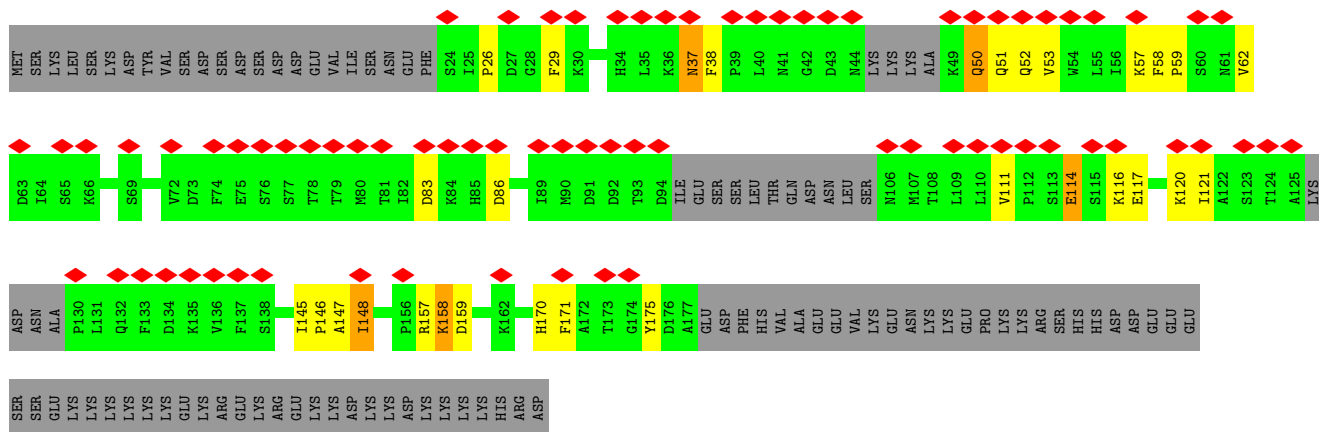 MET SER LYS LEU SER LYS ASP TYR VAL SER ASP SER ASP SER ASP ASP GLU VAL ILE SER ASN GLU PHE S24 I25 P26 D27 G28 F29 K30 H34 L35 K36 N37 F38 P39 L40 N41 G42 D43 N44 LYS LYS LYS ALA K49 Q50 Q51 Q52 V53 W54 L55 I56 K57 F58 P59 S60 N61 V62
D63 I64 S65 K66 S69 V72 D73 F74 E75 S76 S77 T78 T79 M80 T81 I82 D83 K84 H85 D86 I89 M90 D91 D92 T93 D94 ILE GLU SER SER LEU THR GLN ASP ASN LEU SER N106 M107 T108 L109 L110 V111 P112 S113 E114 S115 K116 E117 K120 I121 A122 S123 T124 A125 LYS
ASP ASN ALA P130 L131 Q132 F133 D134 K135 V136 F137 S138 I145 P146 A147 I148 P156 R157 K158 D159 K162 H170 F171 A172 T173 G174 Y175 D176 A177 GLU ASP PHE HIS VAL ALA GLU GLU VAL LYS GLU ASN LYS LYS GLU PRO LYS LYS ARG SER HIS HIS ASP ASP GLU GLU GLU
SER SER GLU LYS LYS LYS LYS LYS GLU LYS ARG GLU LYS ARG GLU LYS LYS ASP LYS LYS ASP LYS LYS LYS LYS HIS ARG ASP